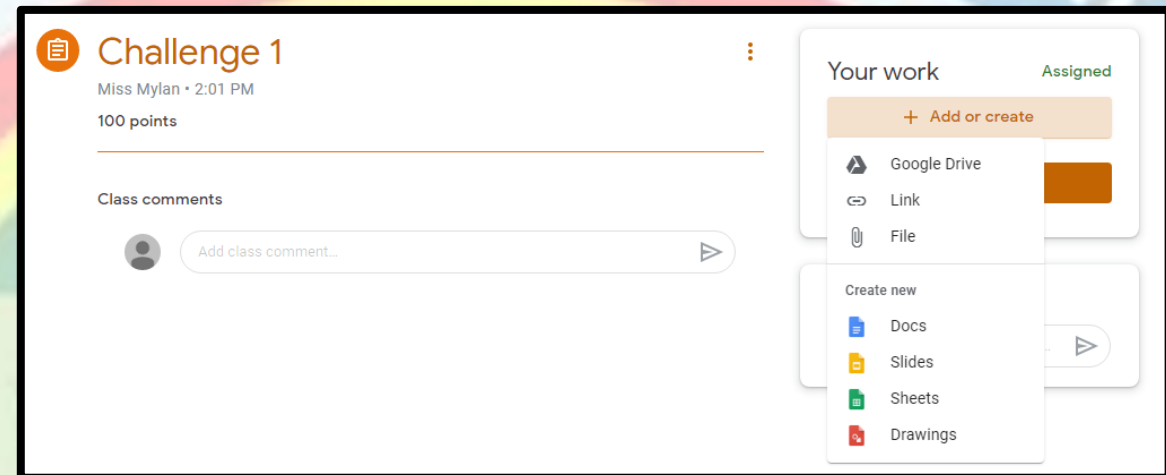 Challenge 1
Miss Mylan • 2:01 PM
100 points
Class comments
Add class comment...
Your work
Assigned
+ Add or create
Google Drive
Link
File
Create new
Docs
Slides
Sheets
Drawings